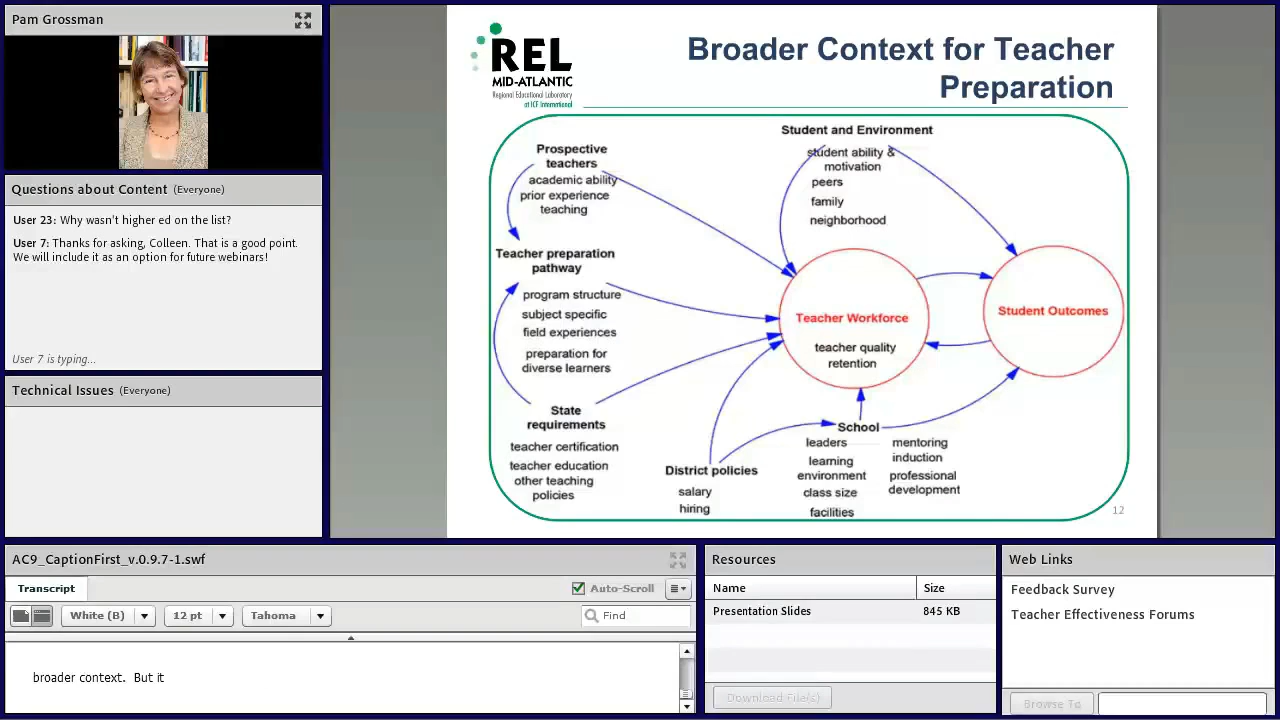 Pam Grossman
Questions about Content (Everyone)
User 23: Why wasn't higher ed on the list?
User 7: Thanks for asking, Colleen. That is a good point.
We will include it as an option for future webinars!
User 7 is typing...
Technical Issues (Everyone)
REL
MID-ATLANTIC
Regional Educational Laboratory
at ICF International
Broader Context for Teacher
Preparation
Prospective
teachers
academic ability
prior experience
teaching
Teacher preparation
pathway
program structure
subject specific
field experiences
preparation for
diverse learners
State
requirements
teacher certification
teacher education
other teaching
policies
Student and Environment
student ability &
motivation
peers
family
neighborhood
Teacher Workforce
teacher quality
retention
Student Outcomes
District policies
salary
hiring
School
leaders
learning
environment
class size
facilities
mentoring
induction
professional
development
12
AC9_CaptionFirst_v.0.9.7-1.swf
Transcript
Auto-Scroll
White (B)
12 pt
Tahoma
Find
broader context.  But it
Resources
Name Size
Presentation Slides 845 KB
Download File(s)
Web Links
Feedback Survey
Teacher Effectiveness Forums
Browse To